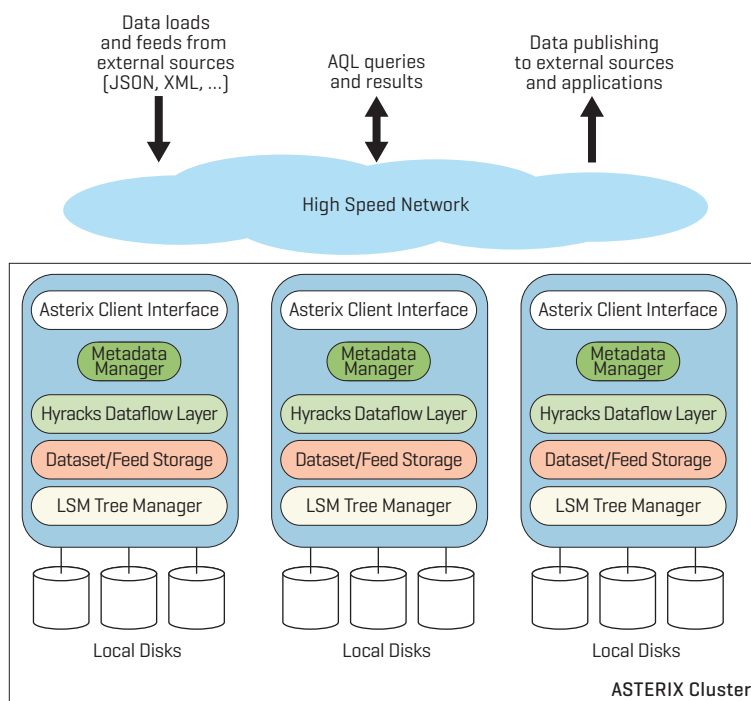 Data loads
and feeds from
external sources
(JSON, XML, ...)
AQL queries
and results
Data publishing
to external sources
and applications
High Speed Network
Asterix Client Interface
Metadata
Manager
Hyracks Dataflow Layer
Dataset/Feed Storage
LSM Tree Manager
Local Disks
Asterix Client Interface
Metadata
Manager
Hyracks Dataflow Layer
Dataset/Feed Storage
LSM Tree Manager
Local Disks
Asterix Client Interface
Metadata
Manager
Hyracks Dataflow Layer
Dataset/Feed Storage
LSM Tree Manager
Local Disks
ASTERIX Cluster